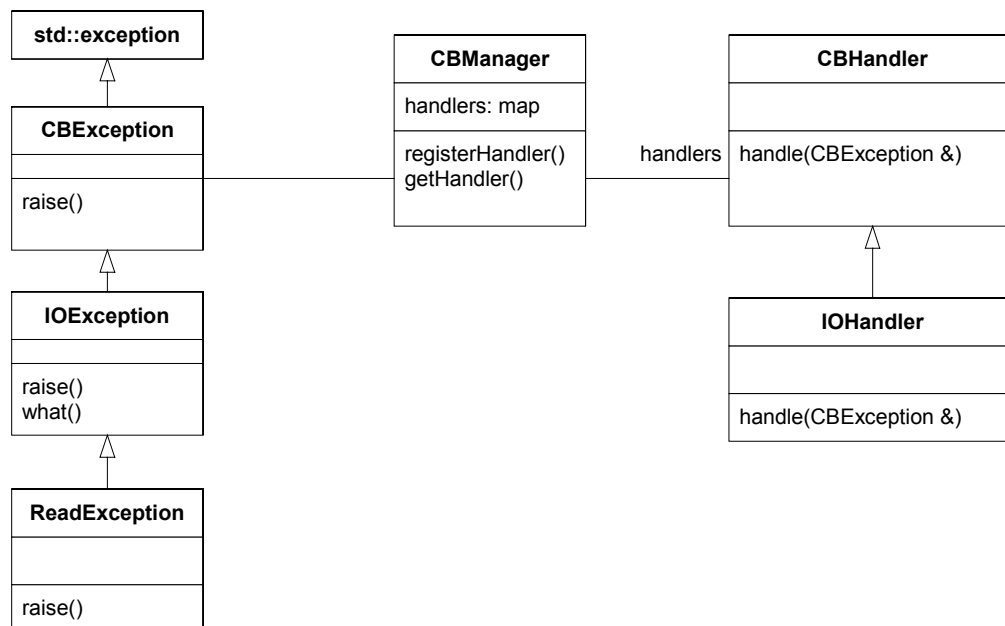 std::exception
CBException
raise()
IOException
raise()
what()
ReadException
raise()
CBManager
handlers: map
registerHandler()
getHandler()
handlers
CBHandler
handle(CBException &)
IOHandler
handle(CBException &)